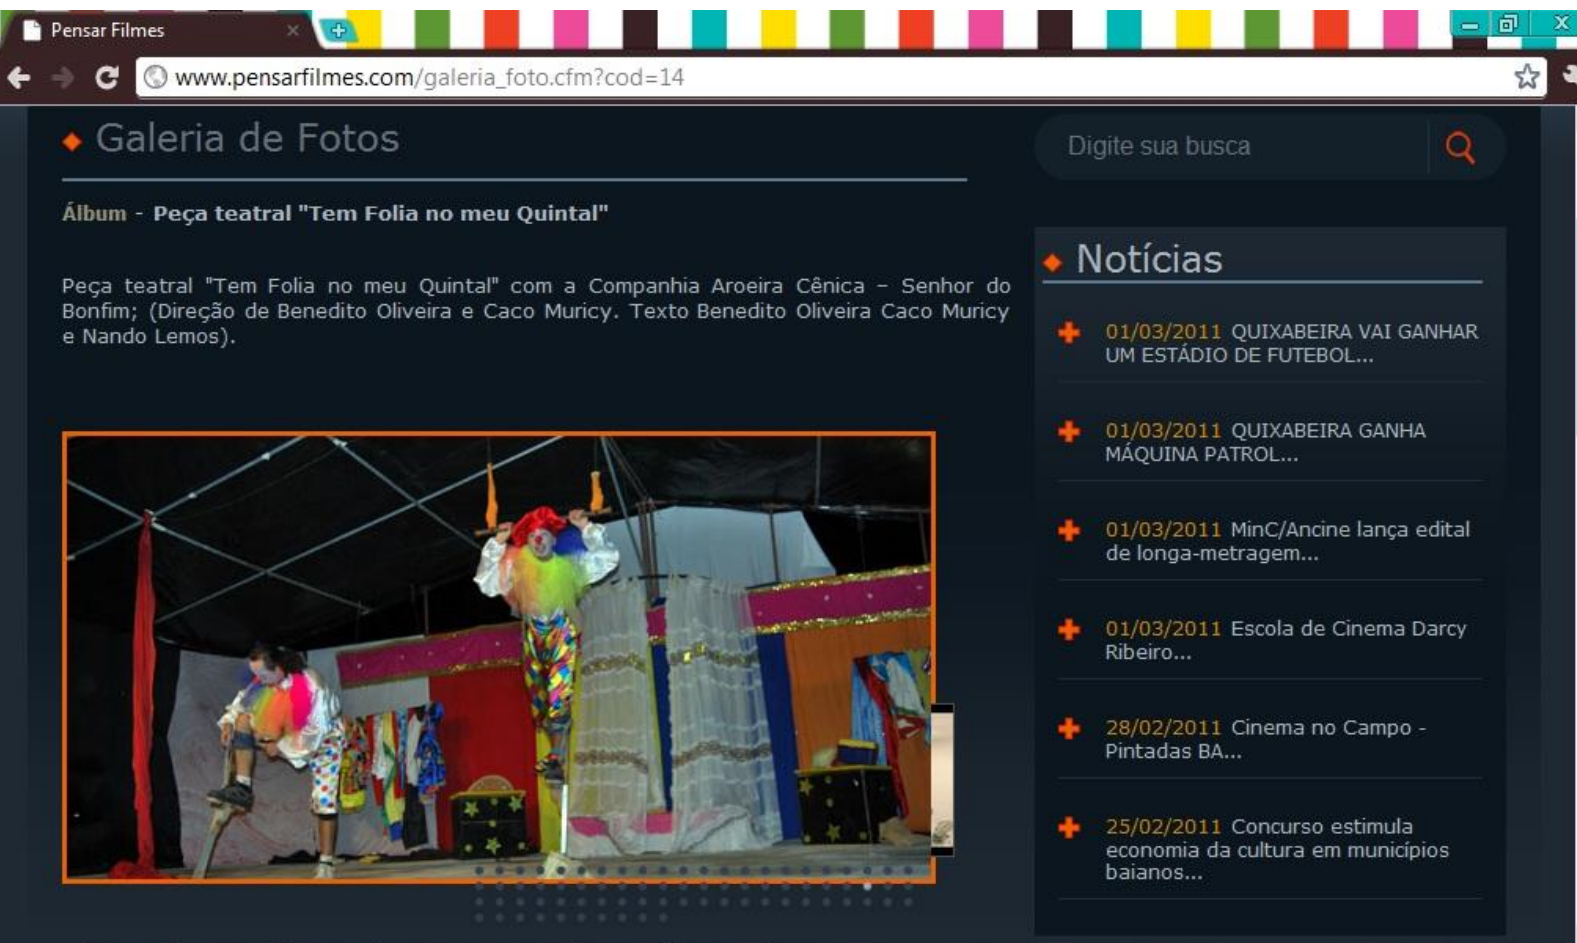 Pensar Filmes
www.pensarfilmes.com/galeria_foto.cfm?cod=14
Galeria de Fotos
Álbum - Peça teatral "Tem Folia no meu Quintal"
Peça teatral "Tem Folia no meu Quintal" com a Companhia Aroeira Cênica – Senhor do
Bonfim; (Direção de Benedito Oliveira e Caco Muricy. Texto Benedito Oliveira Caco Muricy
e Nando Lemos).
Digite sua busca
Notícias
01/03/2011 QUIXABEIRA VAI GANHAR
UM ESTÁDIO DE FUTEBOL...
01/03/2011 QUIXABEIRA GANHA
MÁQUINA PATROL...
01/03/2011 MinC/Ancine lança edital
de longa-metragem...
01/03/2011 Escola de Cinema Darcy
Ribeiro...
28/02/2011 Cinema no Campo -
Pintadas BA...
25/02/2011 Concurso estimula
economia da cultura em municípios
baianos...